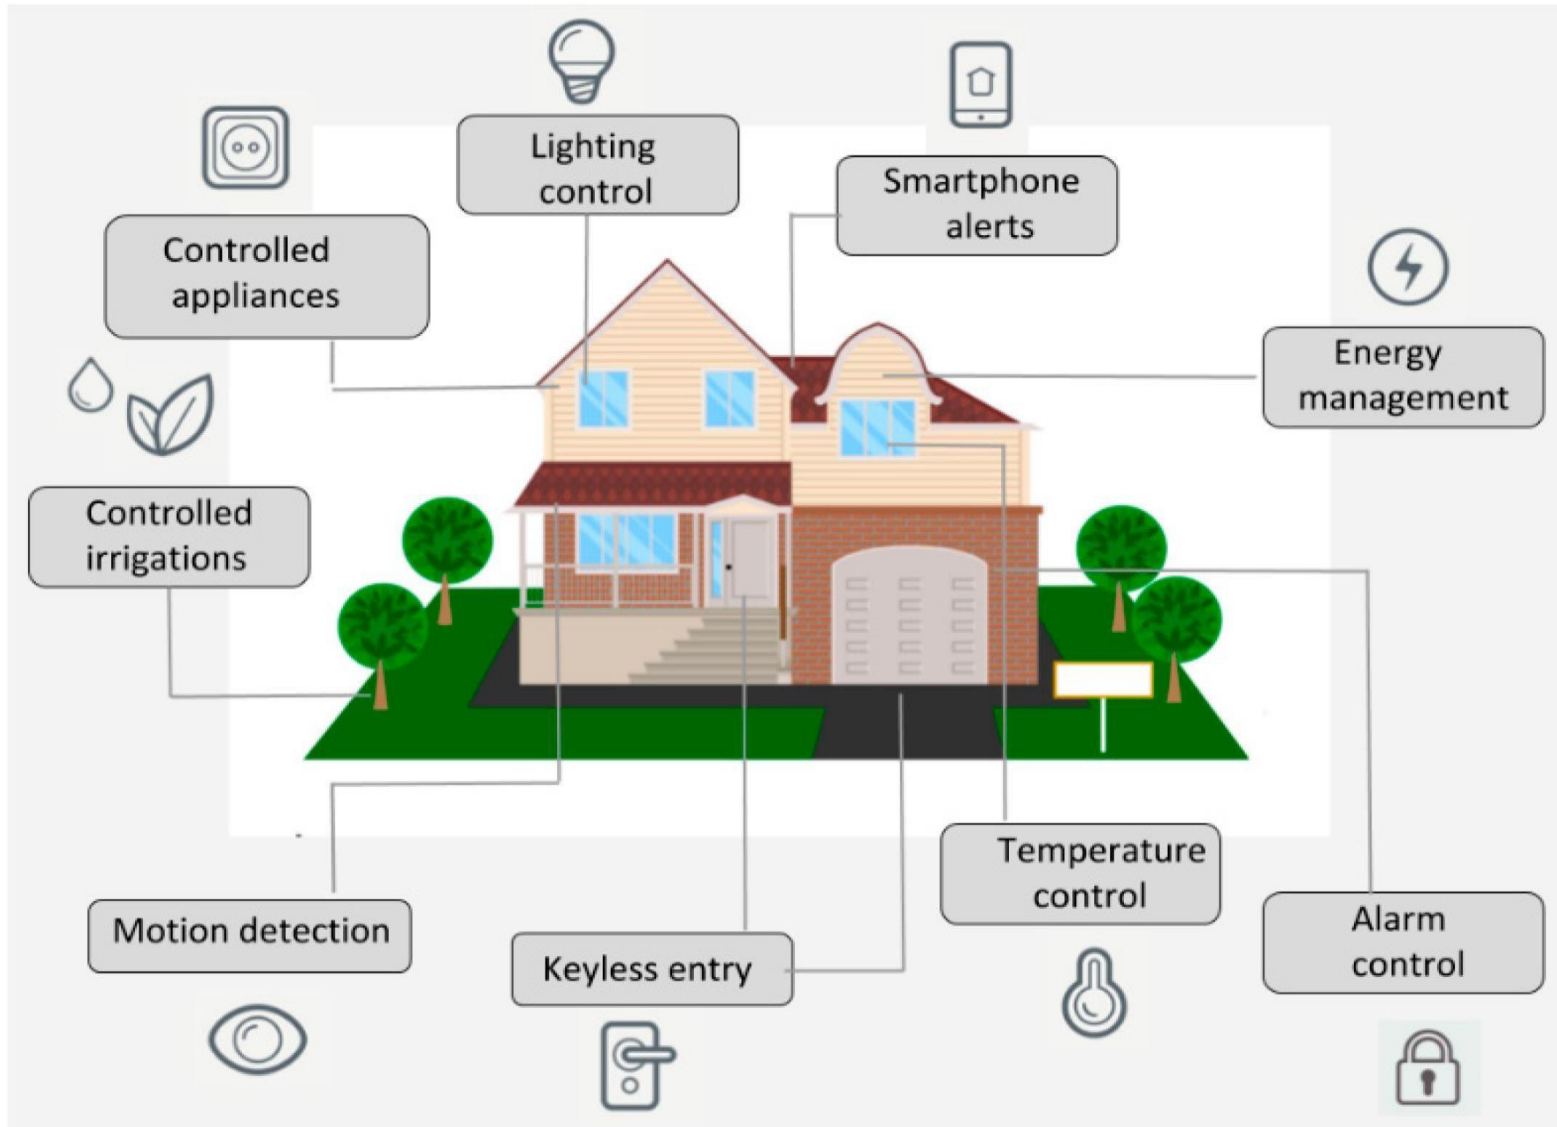 Lighting
control
Smartphone
alerts
Controlled
appliances
Energy
management
Controlled
irrigations
Temperature
control
Motion detection
Keyless entry
Alarm
control